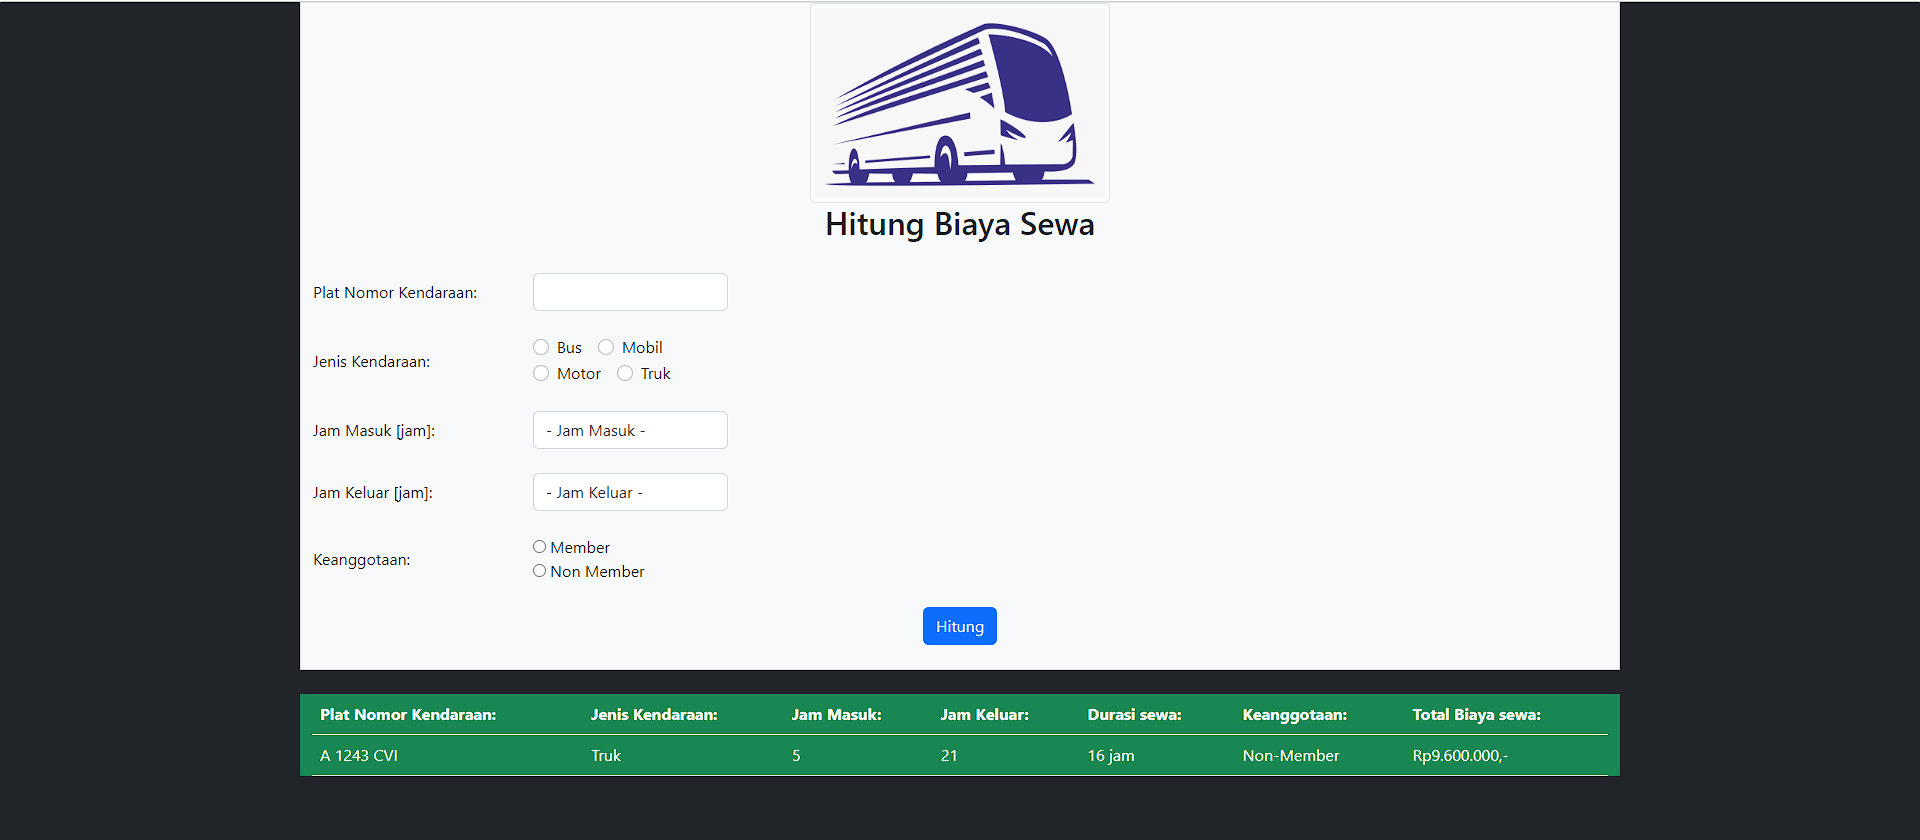 Hitung Biaya Sewa
Plat Nomor Kendaraan:
Jenis Kendaraan:
Bus Mobil
Motor Truk
Jam Masuk [jam]: - Jam Masuk -
Jam Keluar [jam]: - Jam Keluar -
Keanggotaan:
Member
Non Member
Hitung
Plat Nomor Kendaraan: Jenis Kendaraan: Jam Masuk: Jam Keluar: Durasi sewa: Keanggotaan: Total Biaya sewa:
A 1243 CVI Truk 5 21 16 jam Non-Member Rp9.600.000,-